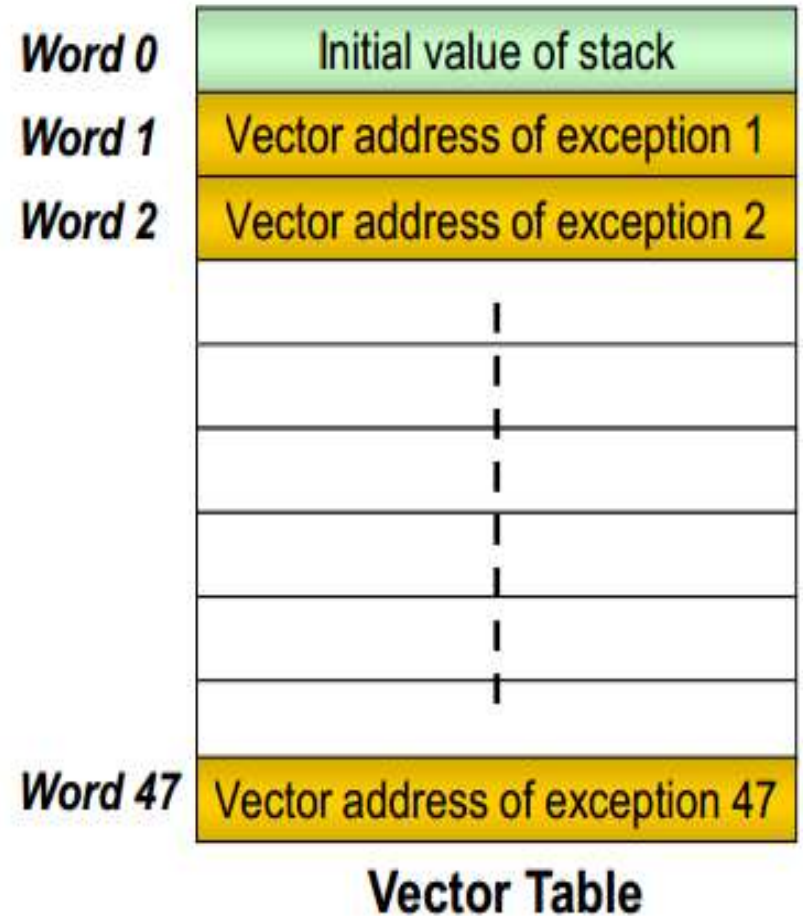 Word 0 Initial value of stack
Word 1 Vector address of exception 1
Word 2 Vector address of exception 2
Word 47 Vector address of exception 47
Vector Table